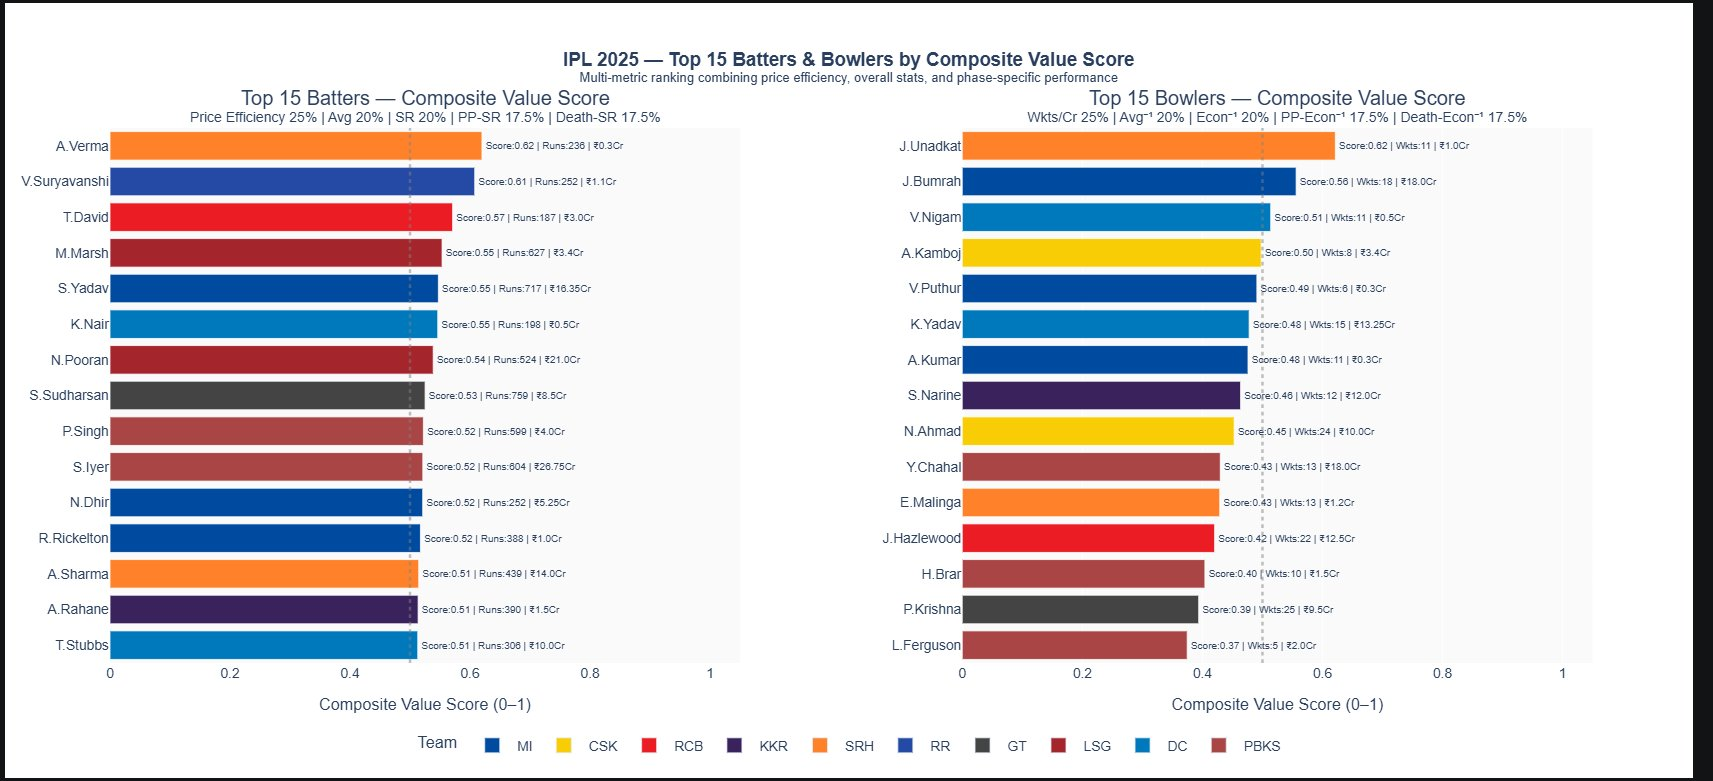 IPL 2025 — Top 15 Batters & Bowlers by Composite Value Score
Multi-metric ranking combining price efficiency, overall stats, and phase-specific performance
Top 15 Batters — Composite Value Score
Price Efficiency 25% | Avg 20% | SR 20% | PP-SR 17.5% | Death-SR 17.5%
A.Verma Score:0.62 | Runs:236 | ₹0.3Cr
V.Suryavanshi Score:0.61 | Runs:252 | ₹1.1Cr
T.David Score:0.57 | Runs:187 | ₹3.0Cr
M.Marsh Score:0.55 | Runs:627 | ₹3.4Cr
S.Yadav Score:0.55 | Runs:717 | ₹16.35Cr
K.Nair Score:0.55 | Runs:198 | ₹0.5Cr
N.Pooran Score:0.54 | Runs:524 | ₹21.0Cr
S.Sudharsan Score:0.53 | Runs:759 | ₹8.5Cr
P.Singh Score:0.52 | Runs:599 | ₹4.0Cr
S.Iyer Score:0.52 | Runs:604 | ₹26.75Cr
N.Dhir Score:0.52 | Runs:252 | ₹5.25Cr
R.Rickelton Score:0.52 | Runs:388 | ₹1.0Cr
A.Sharma Score:0.51 | Runs:439 | ₹14.0Cr
A.Rahane Score:0.51 | Runs:390 | ₹1.5Cr
T.Stubbs Score:0.51 | Runs:306 | ₹10.0Cr
0 0.2 0.4 0.6 0.8 1
Composite Value Score (0–1)
Top 15 Bowlers — Composite Value Score
Wkts/Cr 25% | Avg⁻¹ 20% | Econ⁻¹ 20% | PP-Econ⁻¹ 17.5% | Death-Econ⁻¹ 17.5%
J.Unadkat Score:0.62 | Wkts:11 | ₹1.0Cr
J.Bumrah Score:0.56 | Wkts:18 | ₹18.0Cr
V.Nigam Score:0.51 | Wkts:11 | ₹0.5Cr
A.Kamboj Score:0.50 | Wkts:8 | ₹3.4Cr
V.Puthur Score:0.49 | Wkts:6 | ₹0.3Cr
K.Yadav Score:0.48 | Wkts:15 | ₹13.25Cr
A.Kumar Score:0.48 | Wkts:11 | ₹0.3Cr
S.Narine Score:0.46 | Wkts:12 | ₹12.0Cr
N.Ahmad Score:0.45 | Wkts:24 | ₹10.0Cr
Y.Chahal Score:0.43 | Wkts:13 | ₹18.0Cr
E.Malinga Score:0.43 | Wkts:13 | ₹1.2Cr
J.Hazlewood Score:0.42 | Wkts:22 | ₹12.5Cr
H.Brar Score:0.40 | Wkts:10 | ₹1.5Cr
P.Krishna Score:0.39 | Wkts:25 | ₹9.5Cr
L.Ferguson Score:0.37 | Wkts:5 | ₹2.0Cr
0 0.2 0.4 0.6 0.8 1
Composite Value Score (0–1)
Team MI CSK RCB KKR SRH RR GT LSG DC PBKS